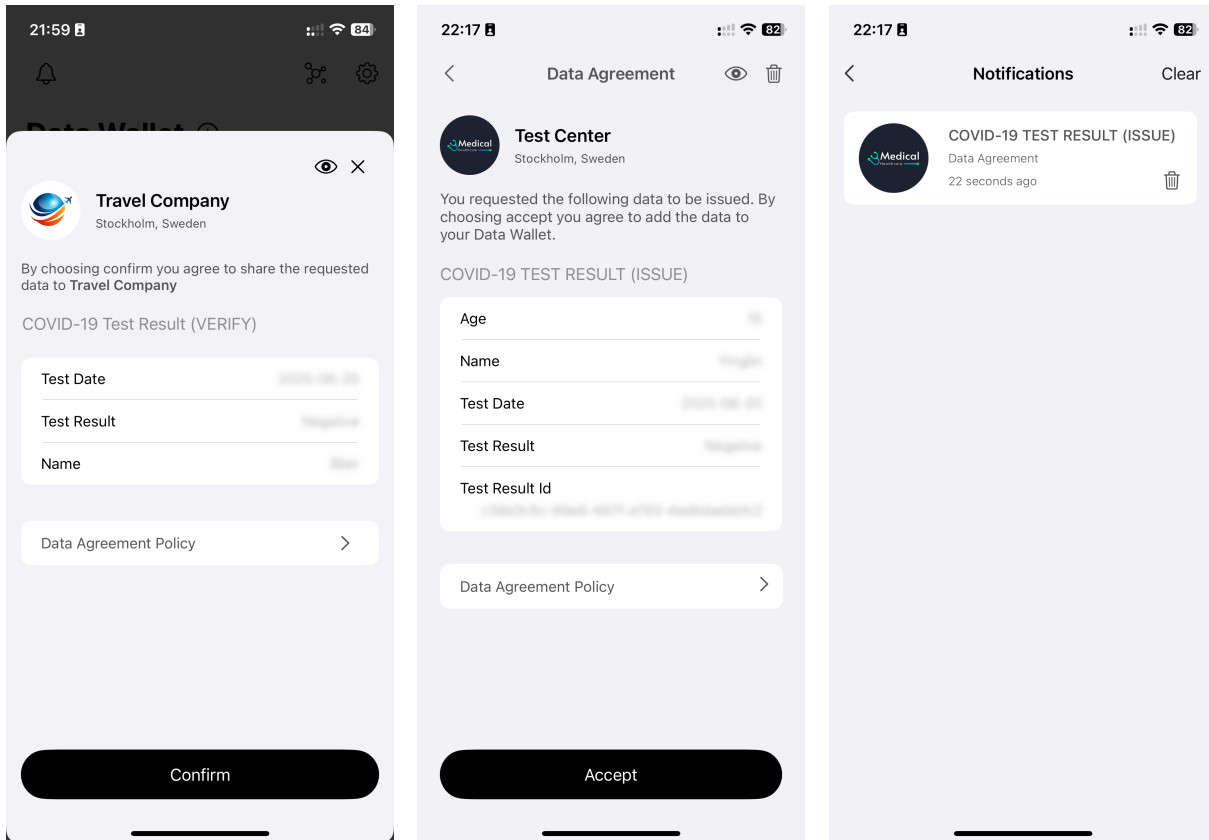 21:59
84
Data Wallet
Travel Company
Stockholm, Sweden
By choosing confirm you agree to share the requested
data to Travel Company
COVID-19 Test Result (VERIFY)
Test Date
Test Result
Name
Data Agreement Policy
Confirm
22:17
82
Data Agreement
Medical
Test Center
Stockholm, Sweden
You requested the following data to be issued. By
choosing accept you agree to add the data to
your Data Wallet.
COVID-19 TEST RESULT (ISSUE)
Age
Name
Test Date
Test Result
Test Result Id
Data Agreement Policy
Accept
22:17
82
Notifications
Clear
Medical
COVID-19 TEST RESULT (ISSUE)
Data Agreement
22 seconds ago